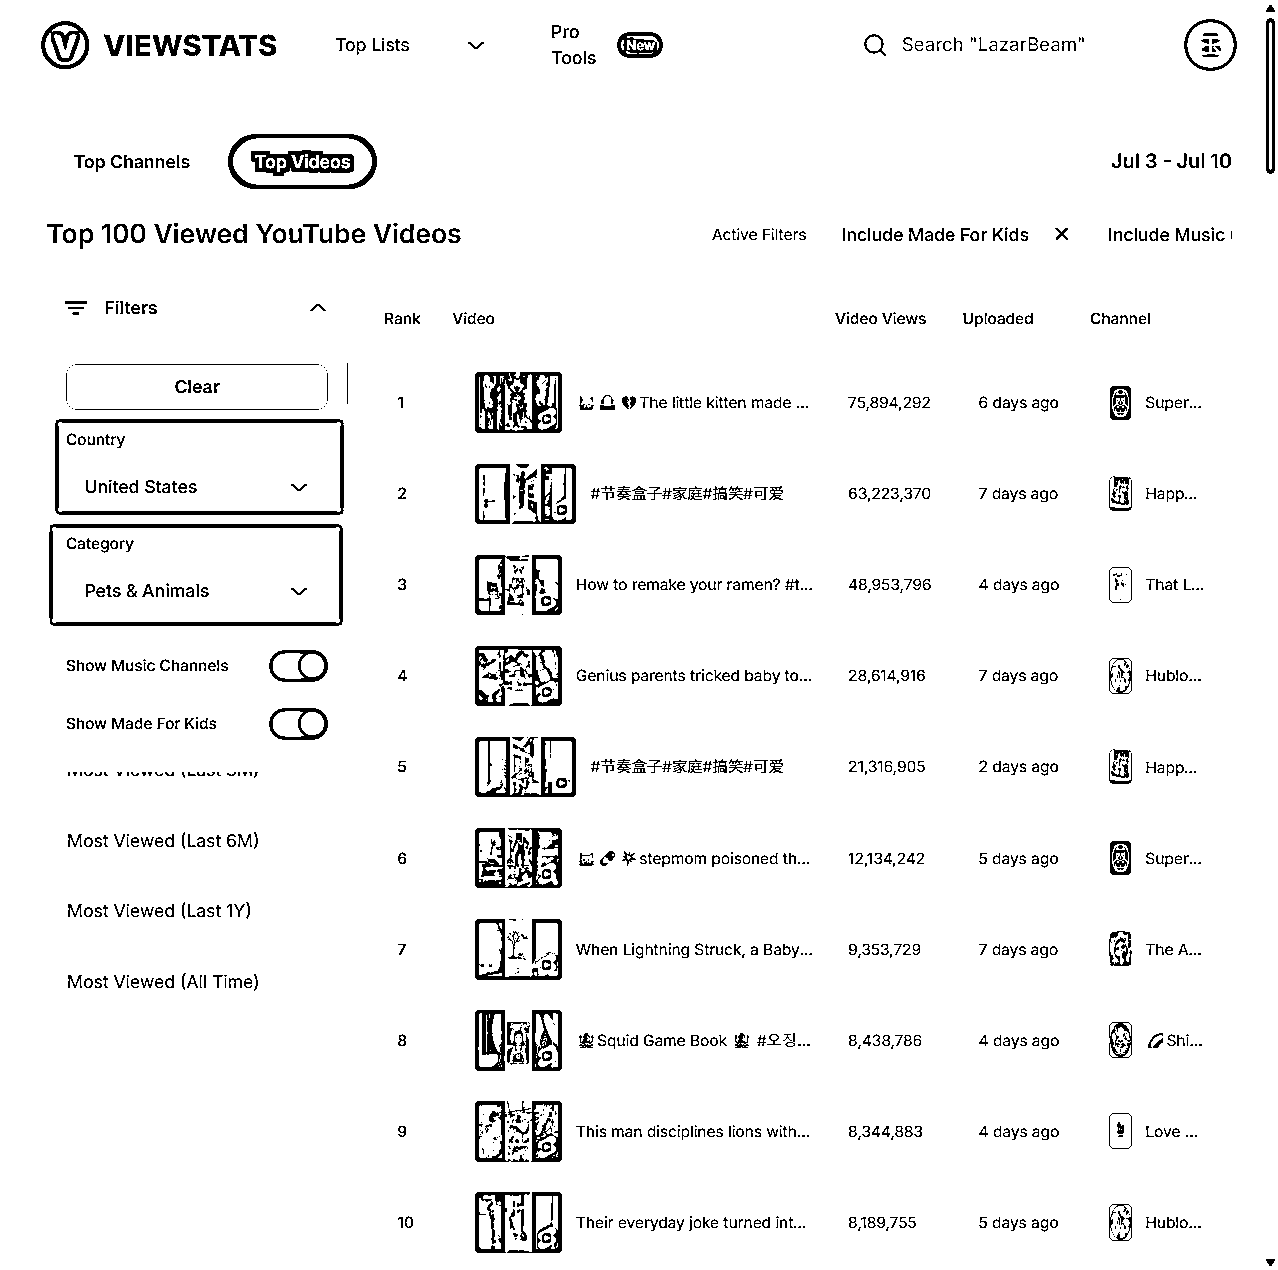 VIEWSTATS
Top Lists
Pro Tools
New
Search "LazarBeam"
Top Channels
Top Videos
Jul 3 - Jul 10
Top 100 Viewed YouTube Videos
Active Filters
Include Made For Kids
Include Music
Filters
Clear
Country
United States
Category
Pets & Animals
Show Music Channels
Show Made For Kids
Most Viewed (Last 6M)
Most Viewed (Last 1Y)
Most Viewed (All Time)
Rank Video Video Views Uploaded Channel
1 The little kitten made ... 75,894,292 6 days ago Super...
2 #节奏盒子#家庭#搞笑#可爱 63,223,370 7 days ago Happ...
3 How to remake your ramen? #t... 48,953,796 4 days ago That L...
4 Genius parents tricked baby to... 28,614,916 7 days ago Hublo...
5 #节奏盒子#家庭#搞笑#可爱 21,316,905 2 days ago Happ...
6 stepmom poisoned th... 12,134,242 5 days ago Super...
7 When Lightning Struck, a Baby... 9,353,729 7 days ago The A...
8 Squid Game Book #오징... 8,438,786 4 days ago Shi...
9 This man disciplines lions with... 8,344,883 4 days ago Love ...
10 Their everyday joke turned int... 8,189,755 5 days ago Hublo...